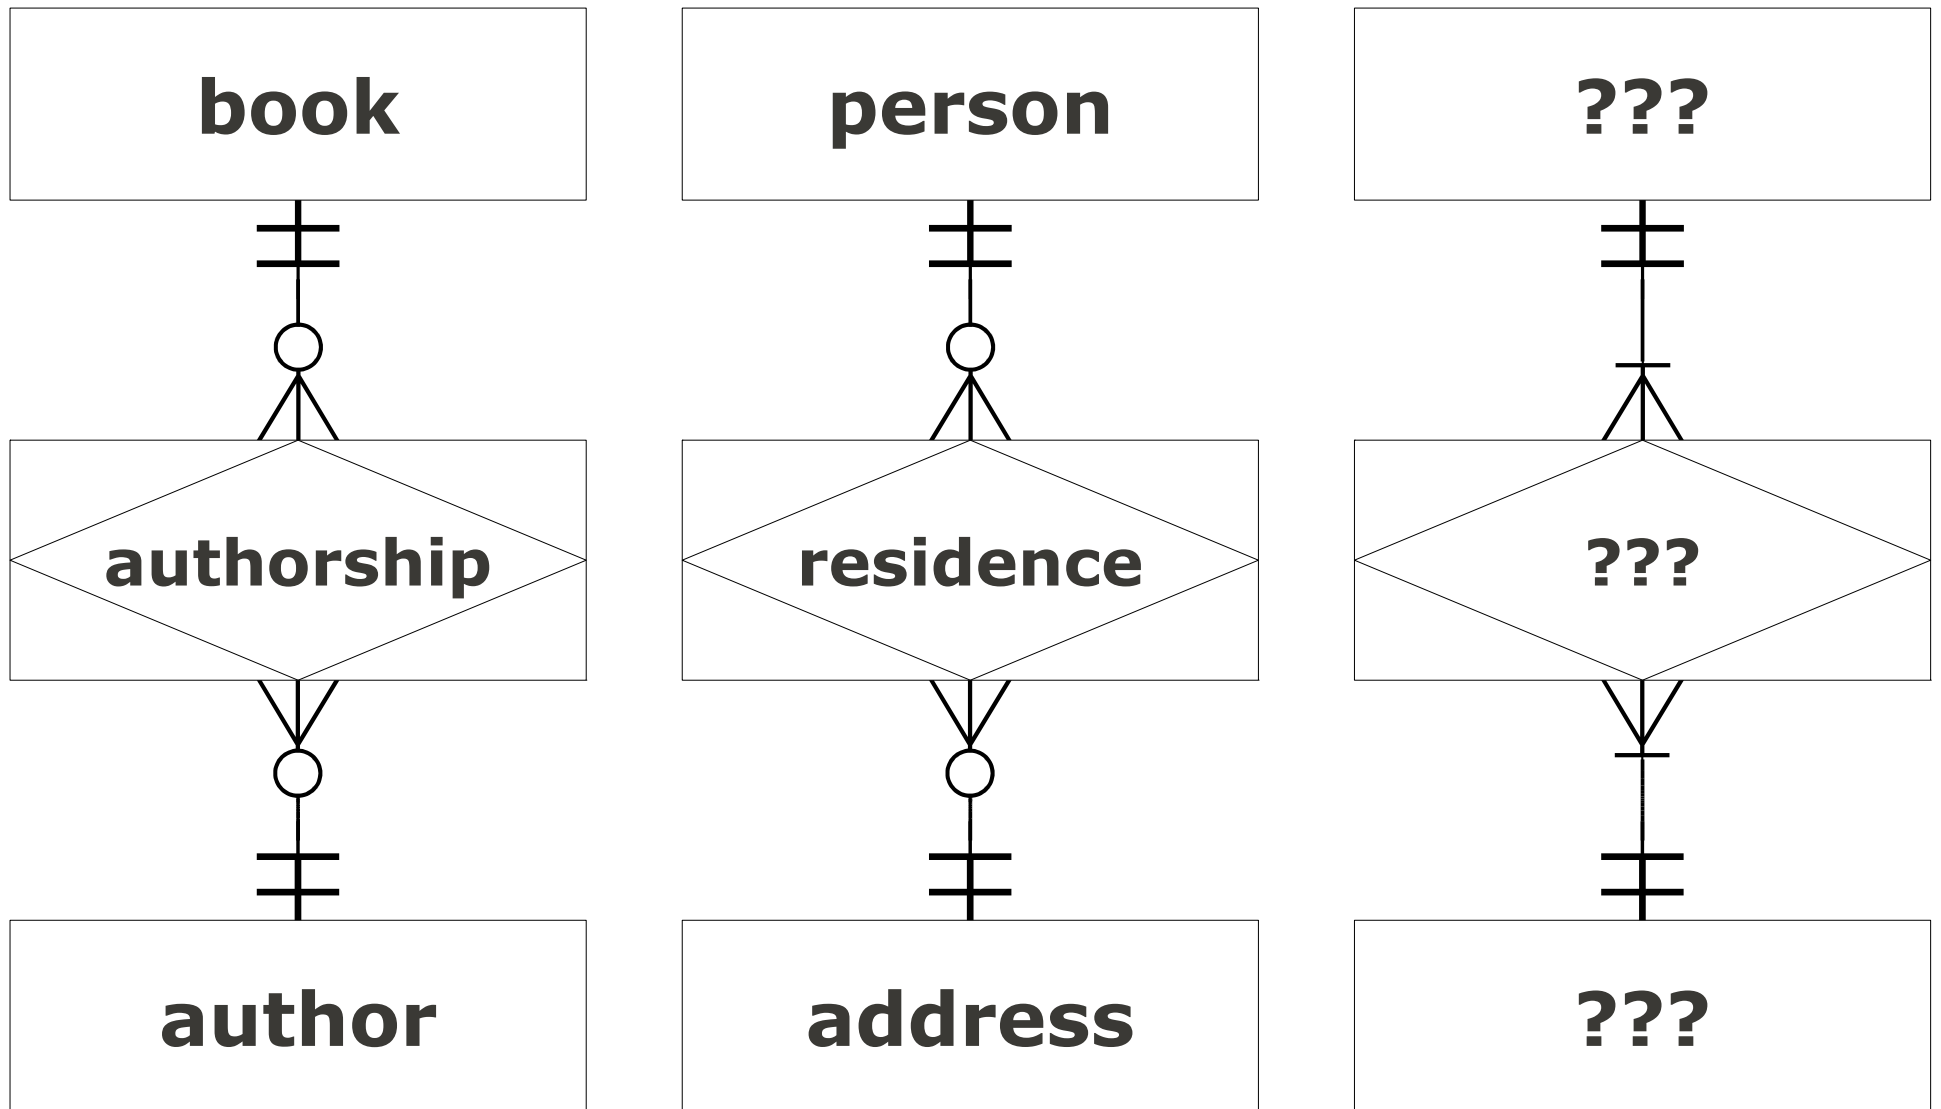 book
person
???
authorship
residence
???
author
address
???